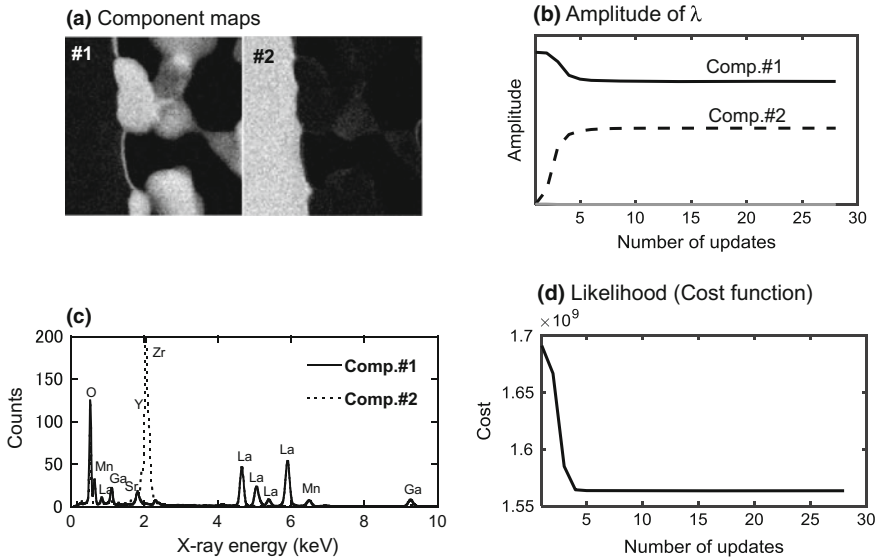 (a) Component maps
#1
#2
(b) Amplitude of λ
Amplitude
Comp.#1
Comp.#2
5
10
15
20
25
30
Number of updates
(c)
Counts
200
150
100
50
0
O
Mn
La
Ga
Sr
Y
Zr
Comp.#1
Comp.#2
La
La
La
La
Mn
Ga
0
2
4
6
8
10
X-ray energy (keV)
(d) Likelihood (Cost function)
×10⁹
Cost
1.7
1.65
1.6
1.55
5
10
15
20
25
30
Number of updates